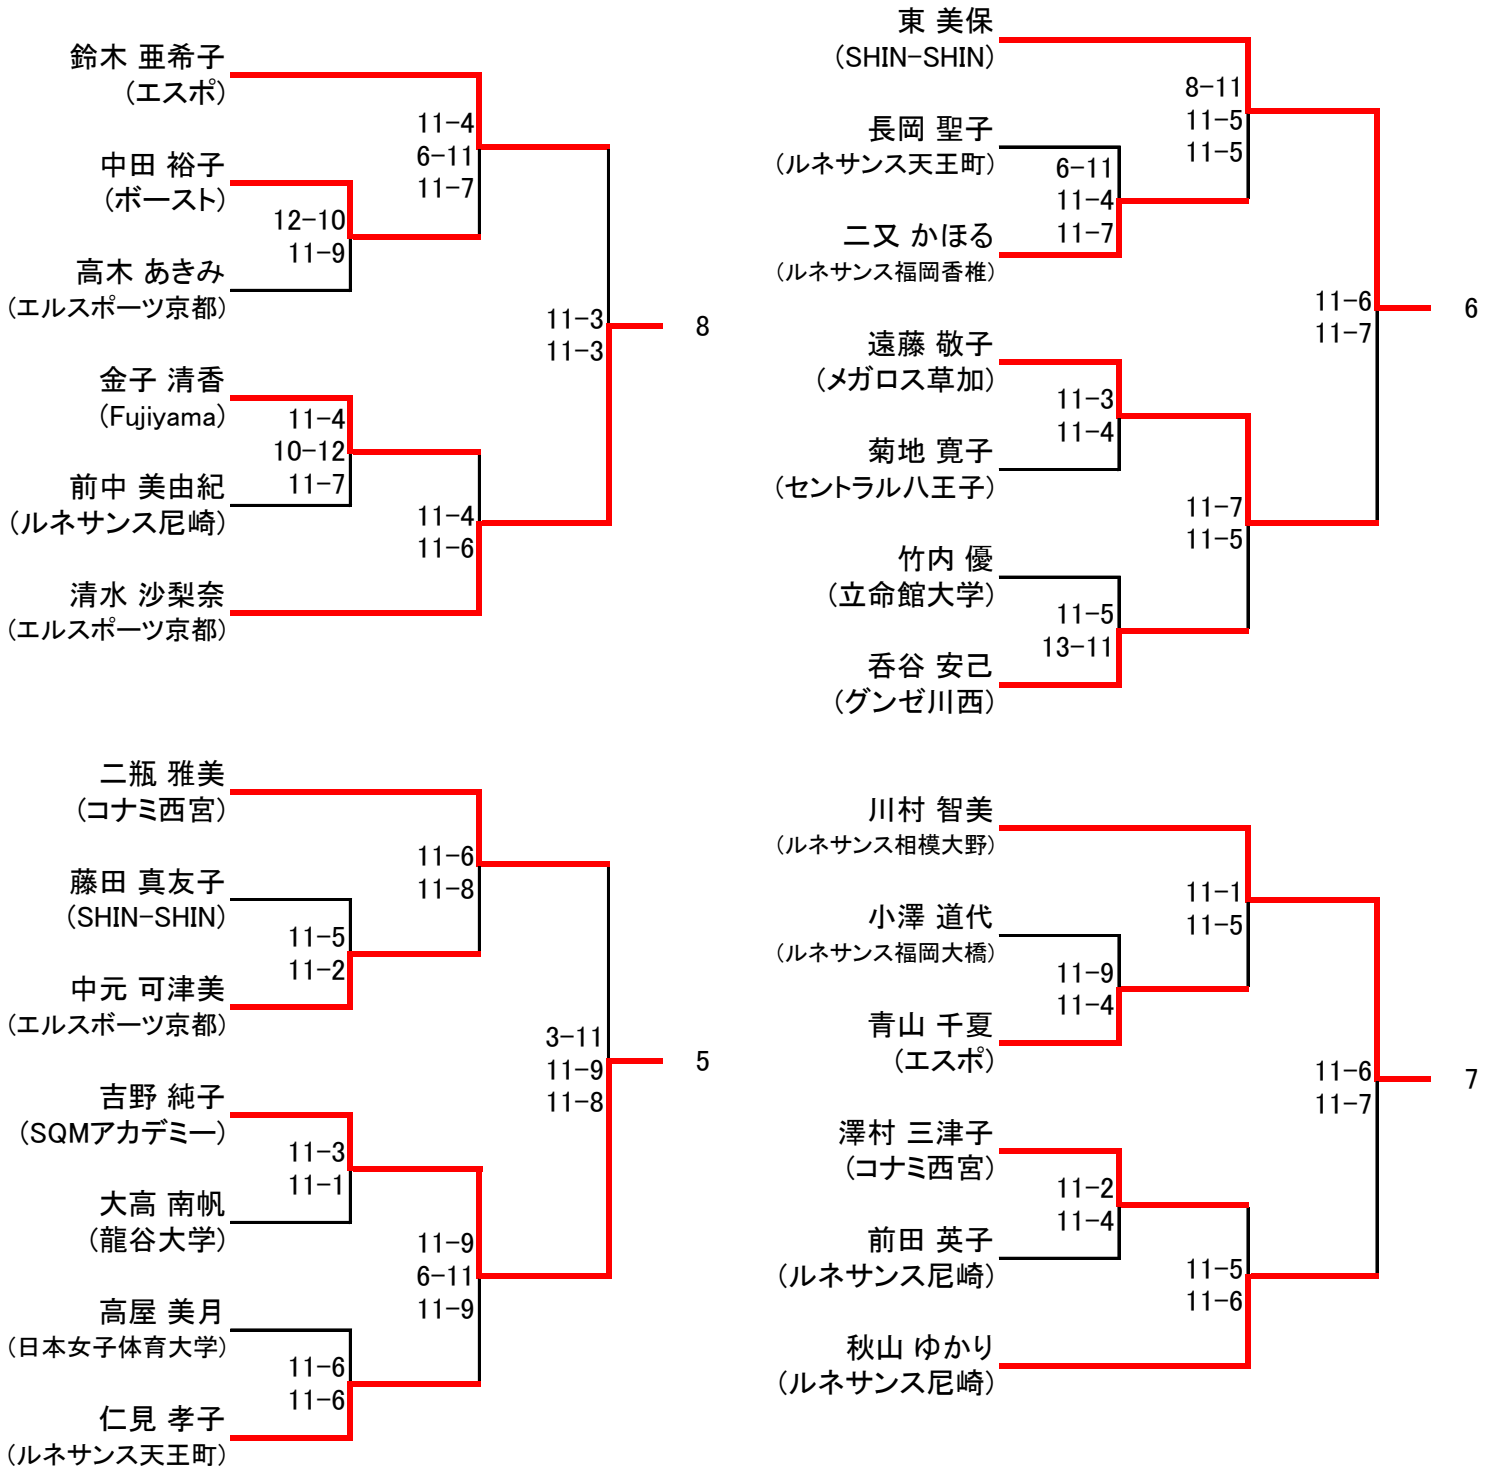 鈴木 亜希子
(エスポ)
11-4
6-11
11-7
中田 裕子
(ボースト)
12-10
11-9
高木 あきみ
(エルスポーツ京都)
11-3
11-3
8
金子 清香
(Fujiyama)
11-4
10-12
11-7
前中 美由紀
(ルネサンス尼崎)
11-4
11-6
清水 沙梨奈
(エルスポーツ京都)
東 美保
(SHIN-SHIN)
8-11
11-5
11-5
長岡 聖子
(ルネサンス天王町)
6-11
11-4
11-7
二又 かほる
(ルネサンス福岡香椎)
11-6
11-7
6
遠藤 敬子
(メガロス草加)
11-3
11-4
菊地 寛子
(セントラル八王子)
11-7
11-5
竹内 優
(立命館大学)
11-5
13-11
呑谷 安己
(グンゼ川西)
二瓶 雅美
(コナミ西宮)
11-6
11-8
藤田 真友子
(SHIN-SHIN)
11-5
11-2
中元 可津美
(エルスポーツ京都)
3-11
11-9
11-8
5
吉野 純子
(SQMアカデミー)
11-3
11-1
大高 南帆
(龍谷大学)
11-9
6-11
11-9
高屋 美月
(日本女子体育大学)
11-6
11-6
仁見 孝子
(ルネサンス天王町)
川村 智美
(ルネサンス相模大野)
11-1
11-5
小澤 道代
(ルネサンス福岡大橋)
11-9
11-4
青山 千夏
(エスポ)
11-6
11-7
7
澤村 三津子
(コナミ西宮)
11-2
11-4
前田 英子
(ルネサンス尼崎)
11-5
11-6
秋山 ゆかり
(ルネサンス尼崎)